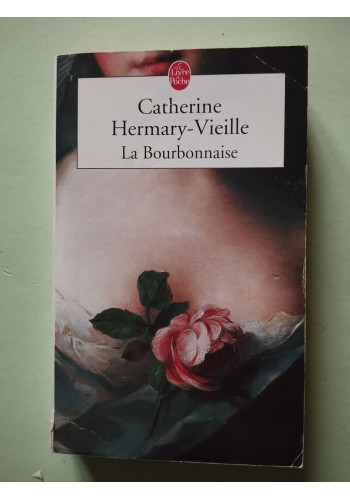 Le
Livre
de
Poche
Catherine
Hermary-Vieille
La Bourbonnaise